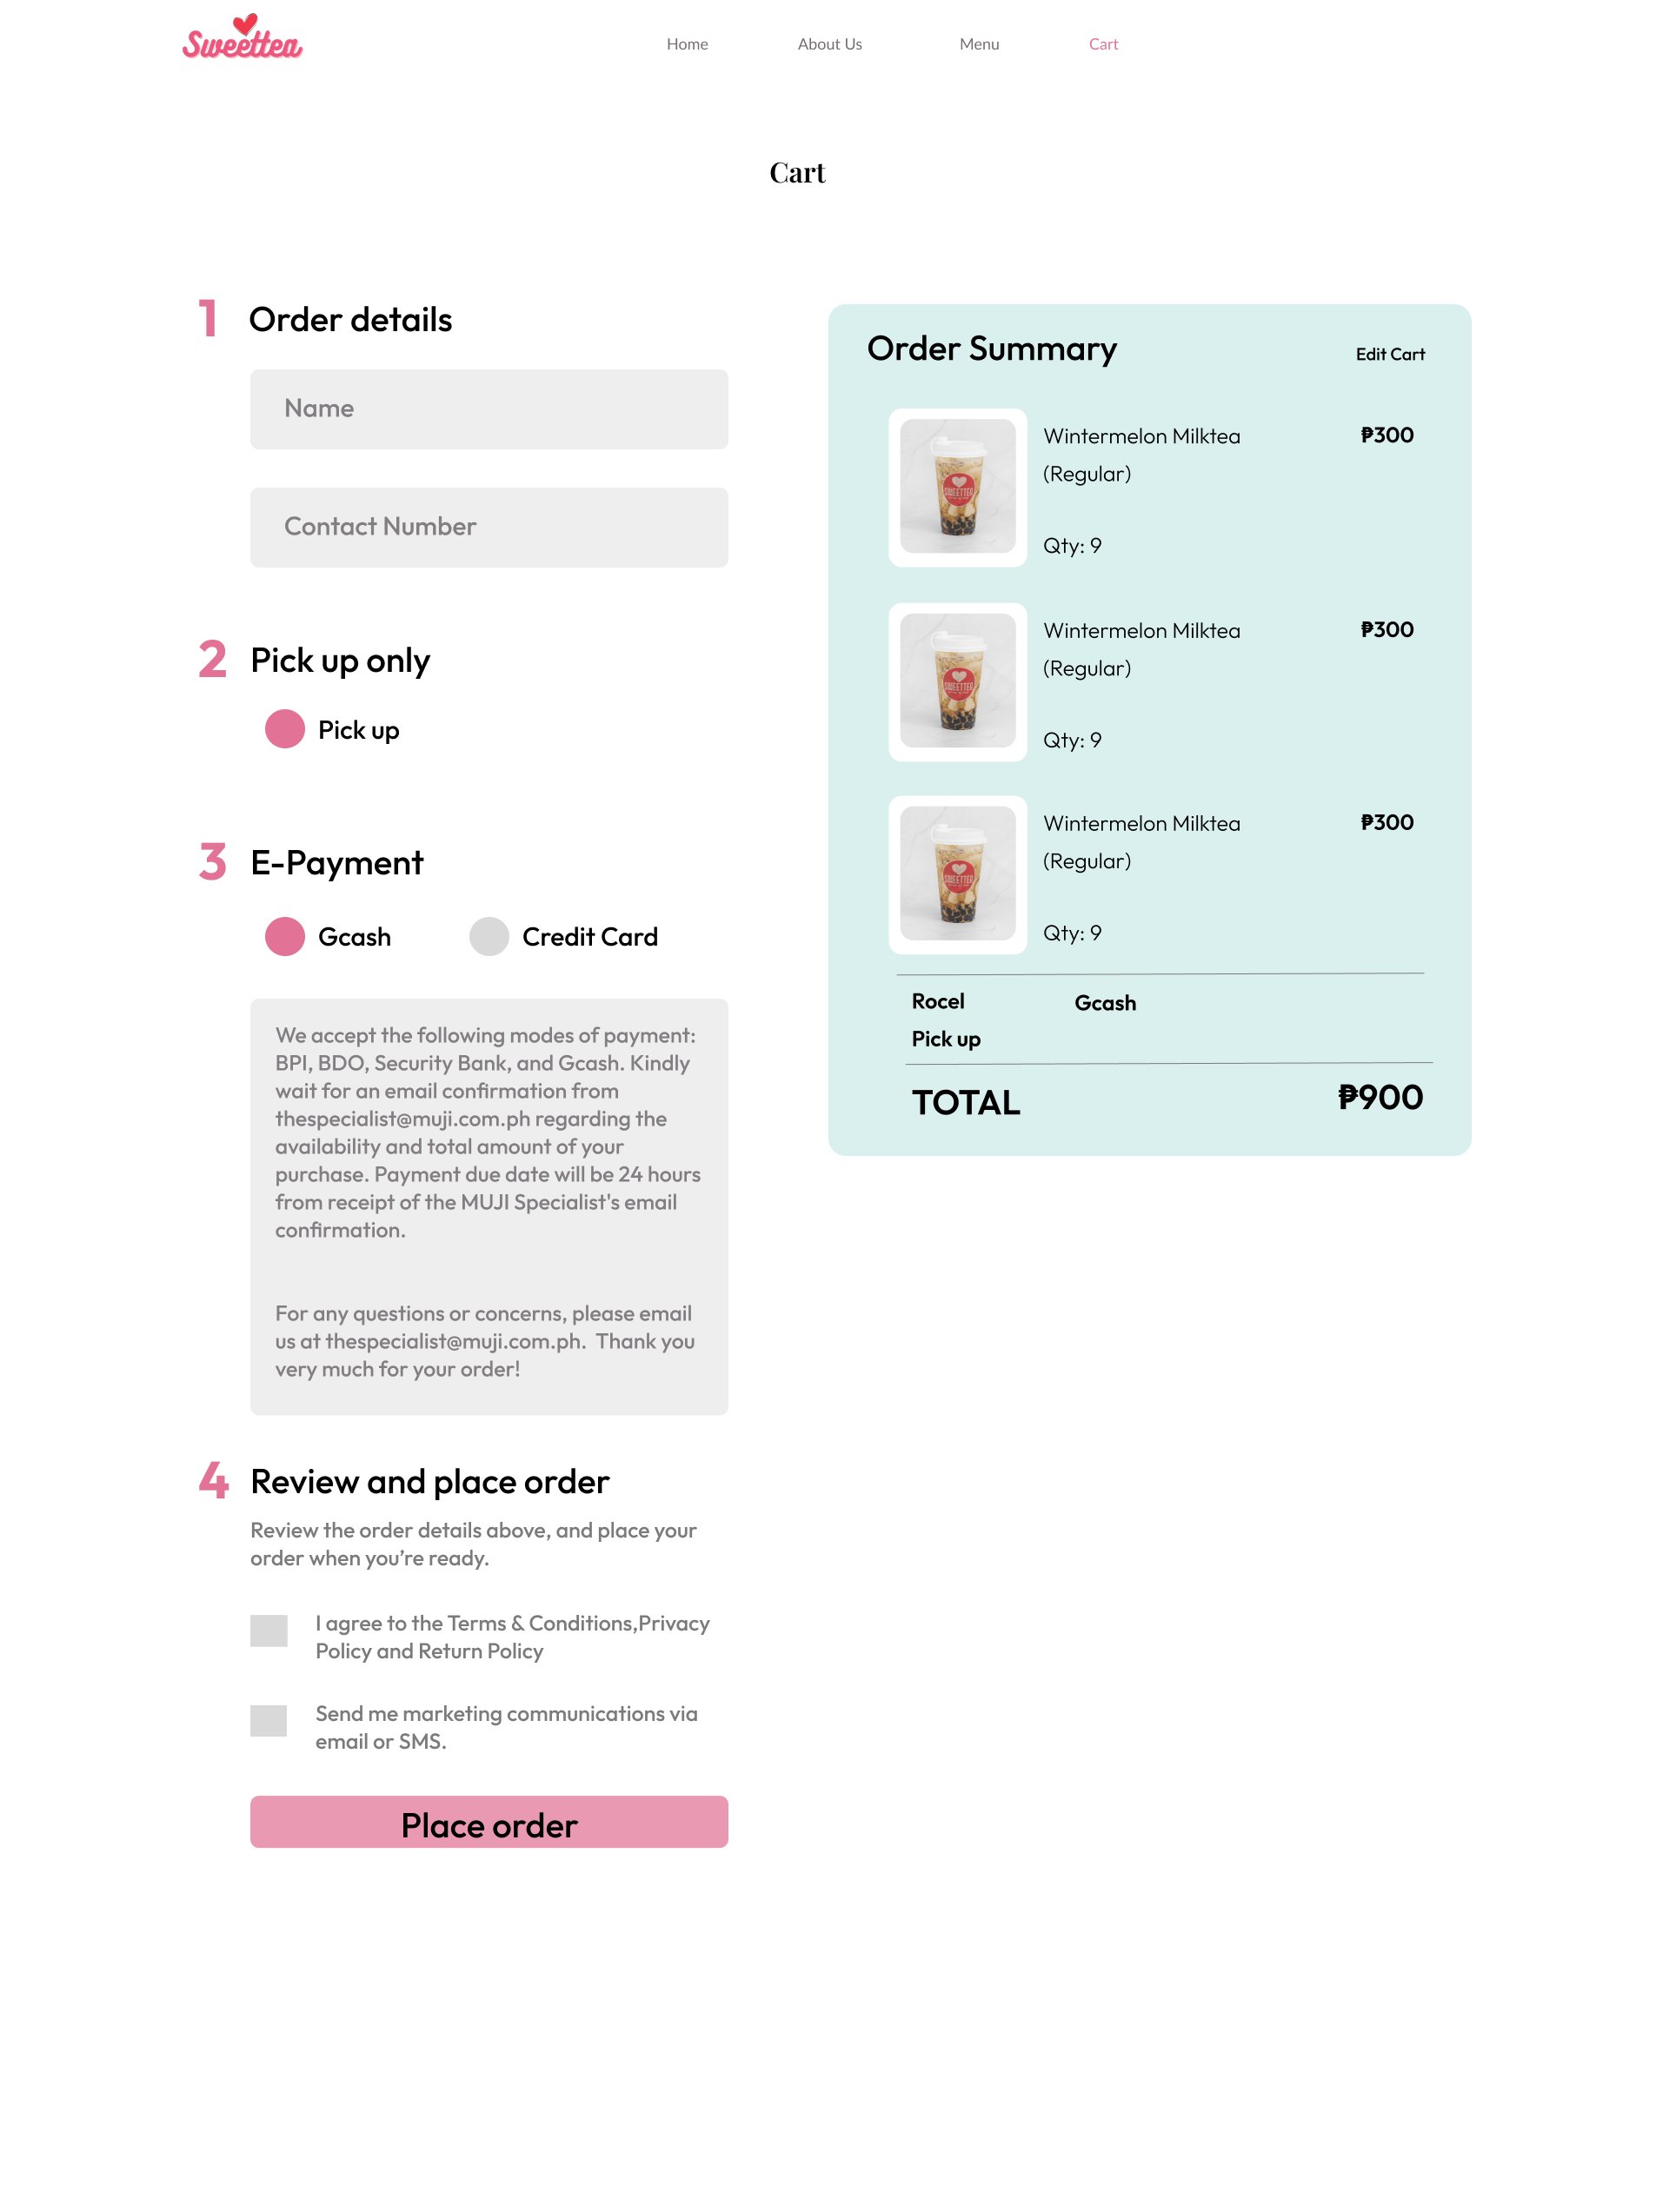 Sweettea
Home About Us Menu Cart
Cart
1 Order details
Name
Contact Number
2 Pick up only
Pick up
3 E-Payment
Gcash Credit Card
We accept the following modes of payment:
BPI, BDO, Security Bank, and Gcash. Kindly
wait for an email confirmation from
thespecialist@muji.com.ph regarding the
availability and total amount of your
purchase. Payment due date will be 24 hours
from receipt of the MUJI Specialist's email
confirmation.
For any questions or concerns, please email
us at thespecialist@muji.com.ph.  Thank you
very much for your order!
4 Review and place order
Review the order details above, and place your
order when you’re ready.
I agree to the Terms & Conditions,Privacy
Policy and Return Policy
Send me marketing communications via
email or SMS.
Place order
Order Summary Edit Cart
SWEETTEA
Wintermelon Milktea ₱300
(Regular)
Qty: 9
SWEETTEA
Wintermelon Milktea ₱300
(Regular)
Qty: 9
SWEETTEA
Wintermelon Milktea ₱300
(Regular)
Qty: 9
Rocel Gcash
Pick up
TOTAL ₱900